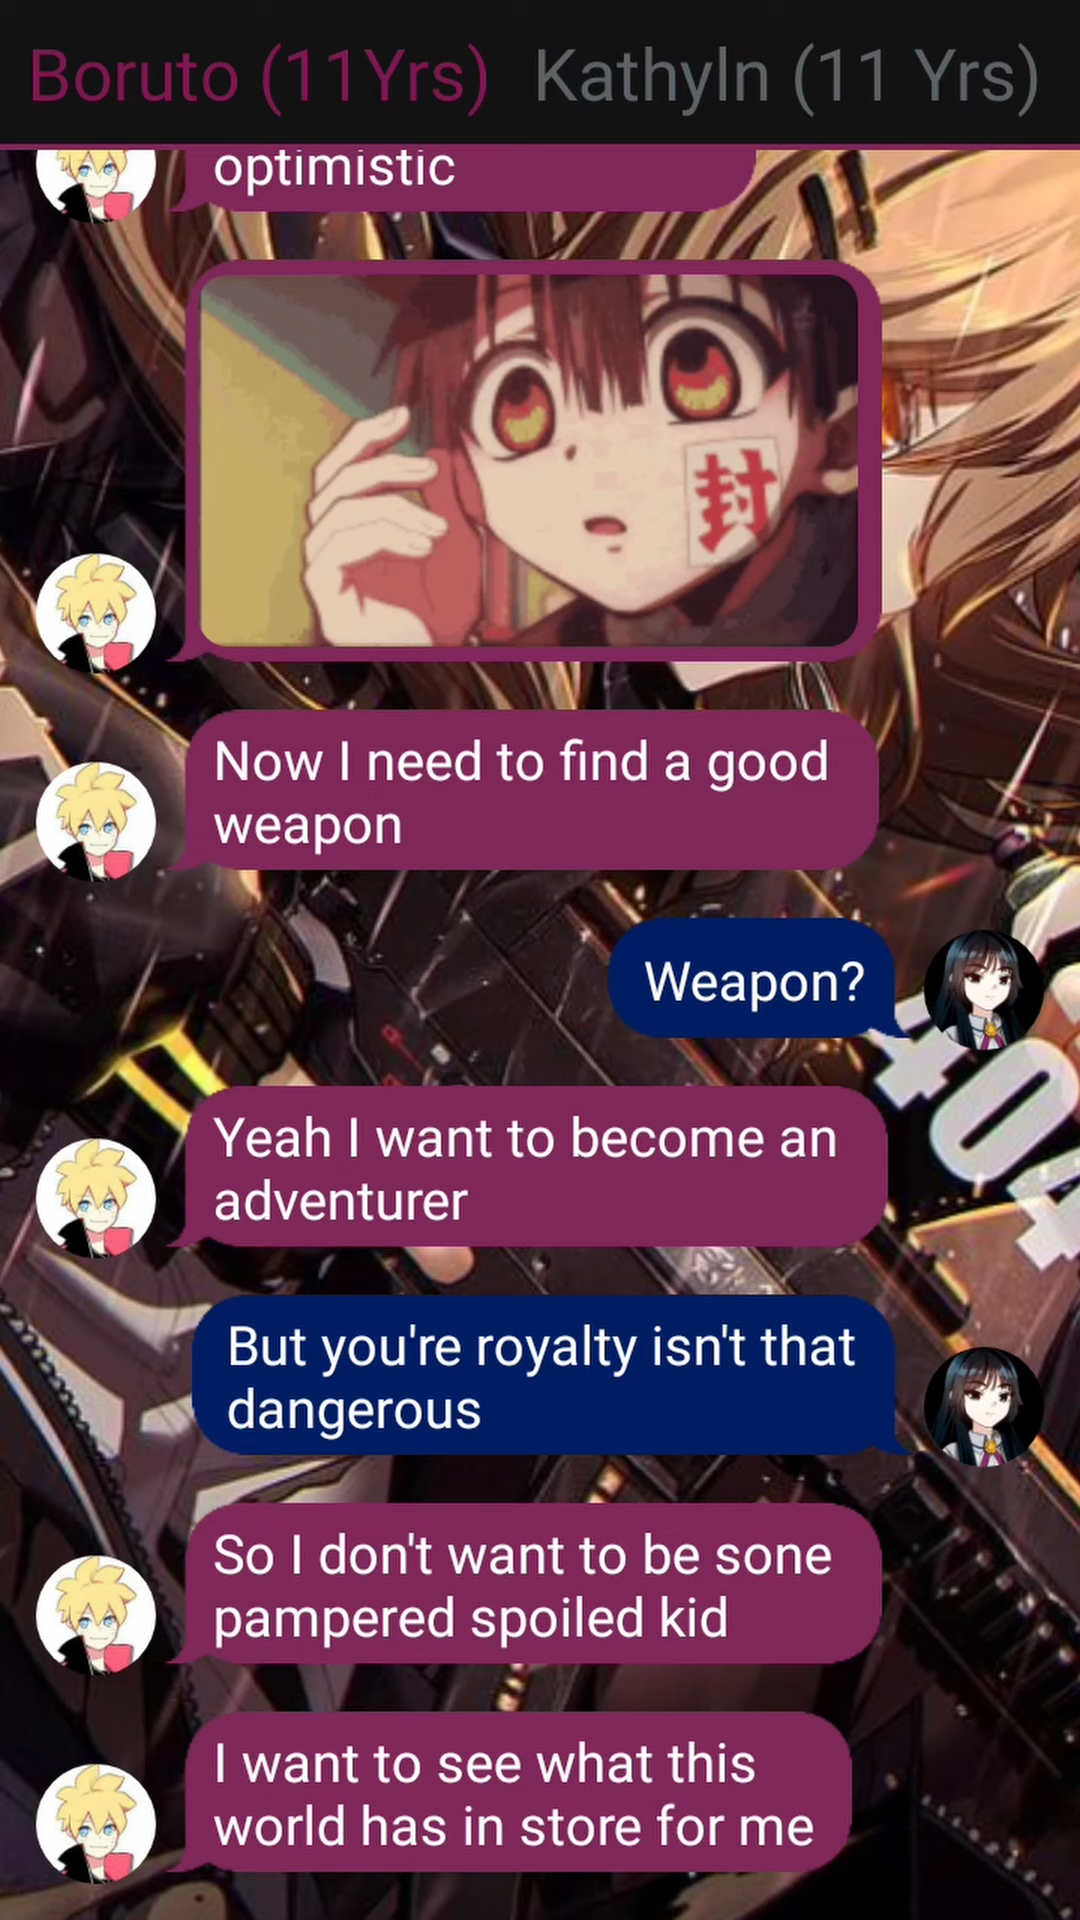 Boruto (11Yrs) Kathyln (11 Yrs)
optimistic
封
Now I need to find a good
weapon
Weapon?
Yeah I want to become an
adventurer
404
But you're royalty isn't that
dangerous
So I don't want to be sone
pampered spoiled kid
I want to see what this
world has in store for me